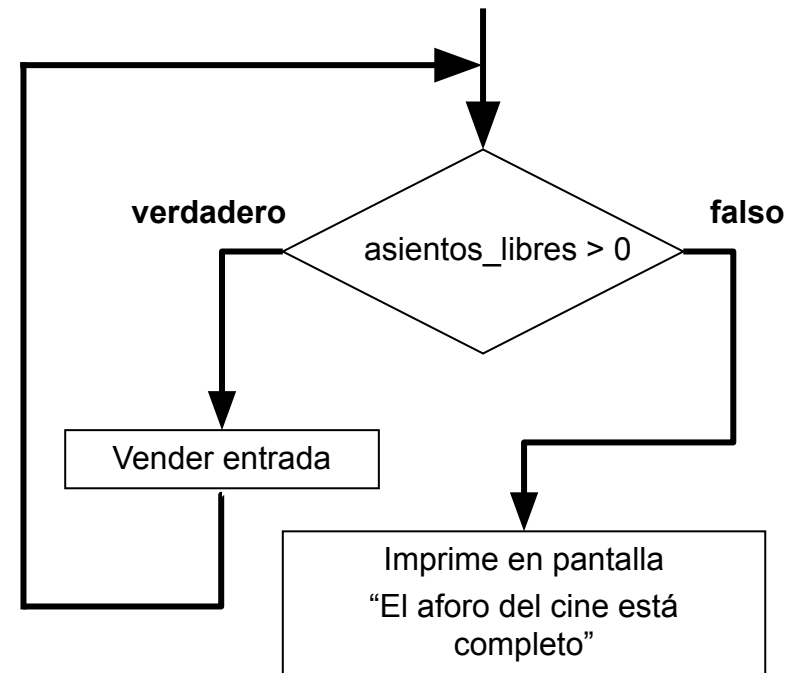 verdadero
falso
asientos_libres > 0
Vender entrada
Imprime en pantalla
“El aforo del cine está
completo”